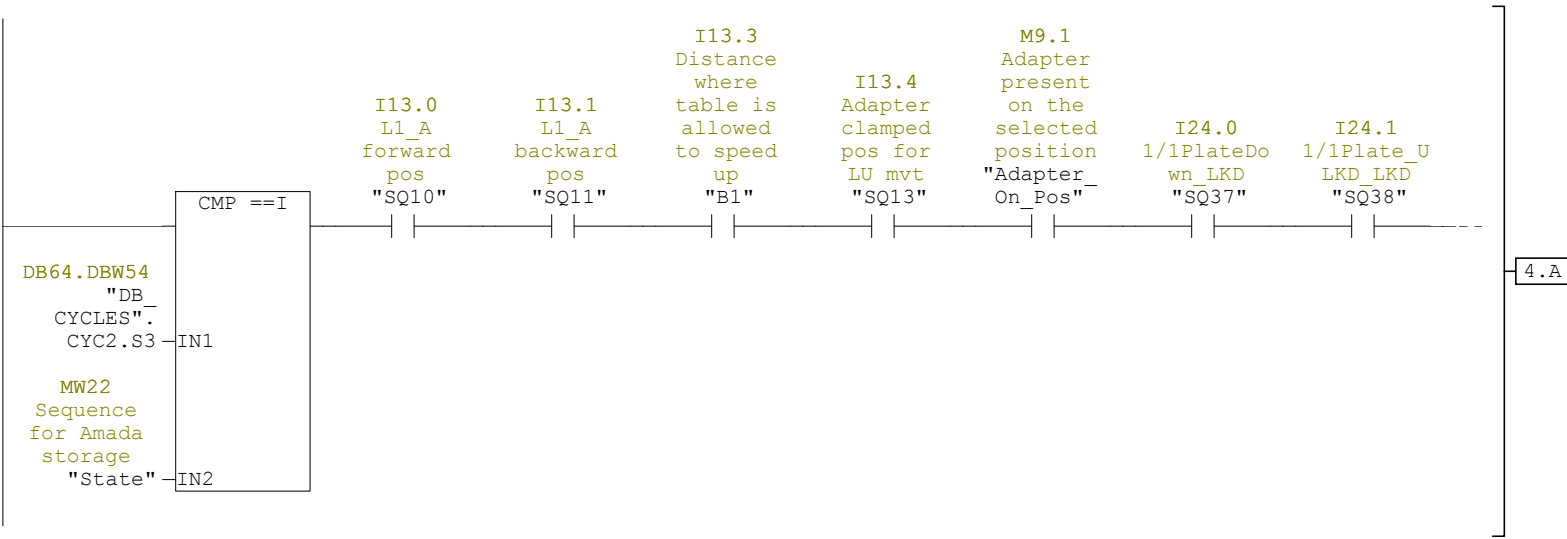 CMP ==I
DB64.DBW54
"DB_
CYCLES".
CYC2.S3
IN1
MW22
Sequence
for Amada
storage
"State"
IN2
I13.0
L1_A
forward
pos
"SQ10"
I13.1
L1_A
backward
pos
"SQ11"
I13.3
Distance
where
table is
allowed
to speed
up
"B1"
I13.4
Adapter
clamped
pos for
LU mvt
"SQ13"
M9.1
Adapter
present
on the
selected
position
"Adapter_
On_Pos"
I24.0
1/1PlateDo
wn_LKD
"SQ37"
I24.1
1/1Plate_U
LKD_LKD
"SQ38"
4.A